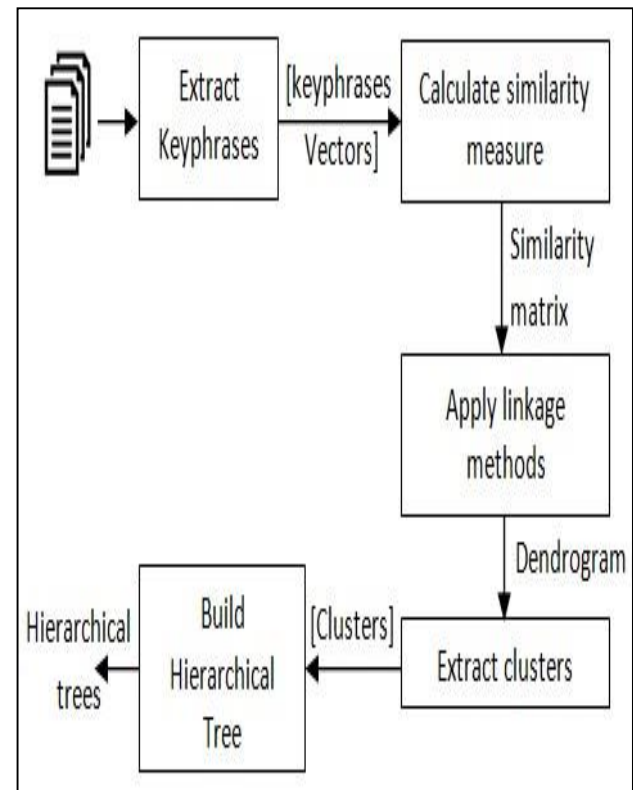 Extract
Keyphrases
[keyphrases
Vectors]
Calculate similarity
measure
Similarity
matrix
Apply linkage
methods
Dendrogram
Extract clusters
[Clusters]
Build
Hierarchical
Tree
Hierarchical
trees